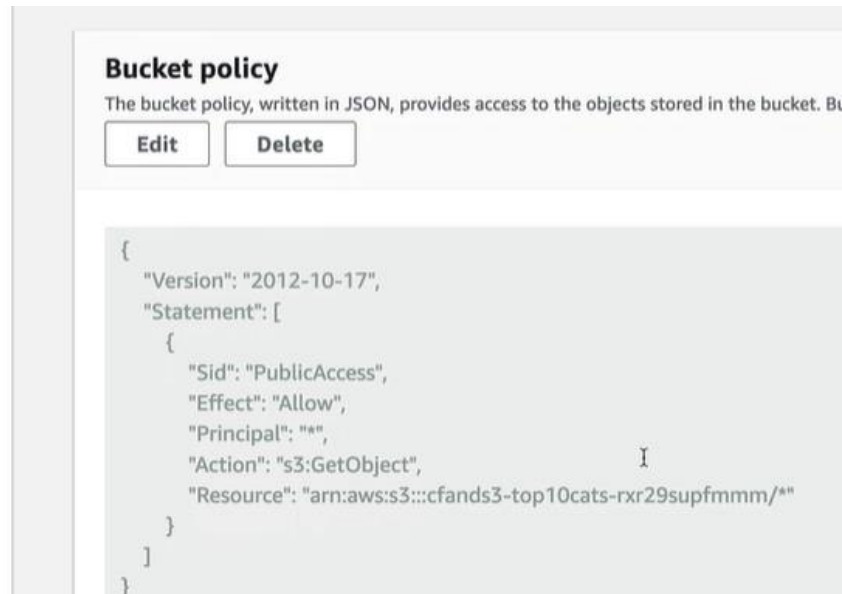 Bucket policy
The bucket policy, written in JSON, provides access to the objects stored in the bucket.
Edit Delete
{
"Version": "2012-10-17",
"Statement": [
{
"Sid": "PublicAccess",
"Effect": "Allow",
"Principal": "*",
"Action": "s3:GetObject",
"Resource": "arn:aws:s3:::cfands3-top10cats-rxr29supfmmm/*"
}
]
}